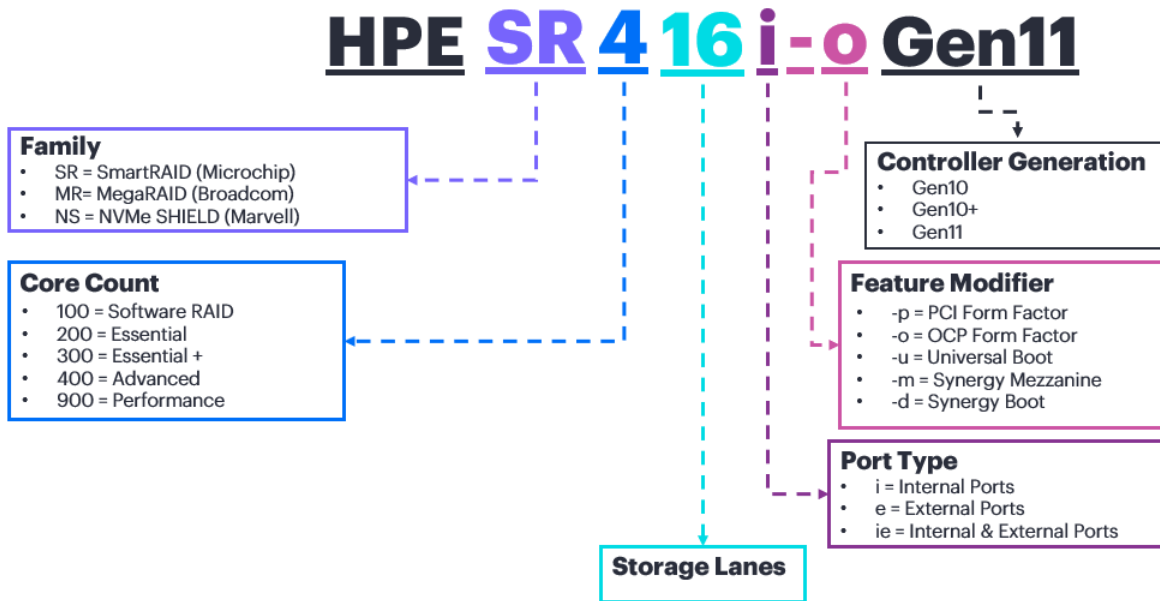 HPE SR 4 16 i - o Gen11
Family
• SR = SmartRAID (Microchip)
• MR= MegaRAID (Broadcom)
• NS = NVMe SHIELD (Marvell)
Core Count
• 100 = Software RAID
• 200 = Essential
• 300 = Essential +
• 400 = Advanced
• 900 = Performance
Controller Generation
• Gen10
• Gen10+
• Gen11
Feature Modifier
• -p = PCI Form Factor
• -o = OCP Form Factor
• -u = Universal Boot
• -m = Synergy Mezzanine
• -d = Synergy Boot
Port Type
• i = Internal Ports
• e = External Ports
• ie = Internal & External Ports
Storage Lanes